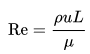 Re = ρuL / μ